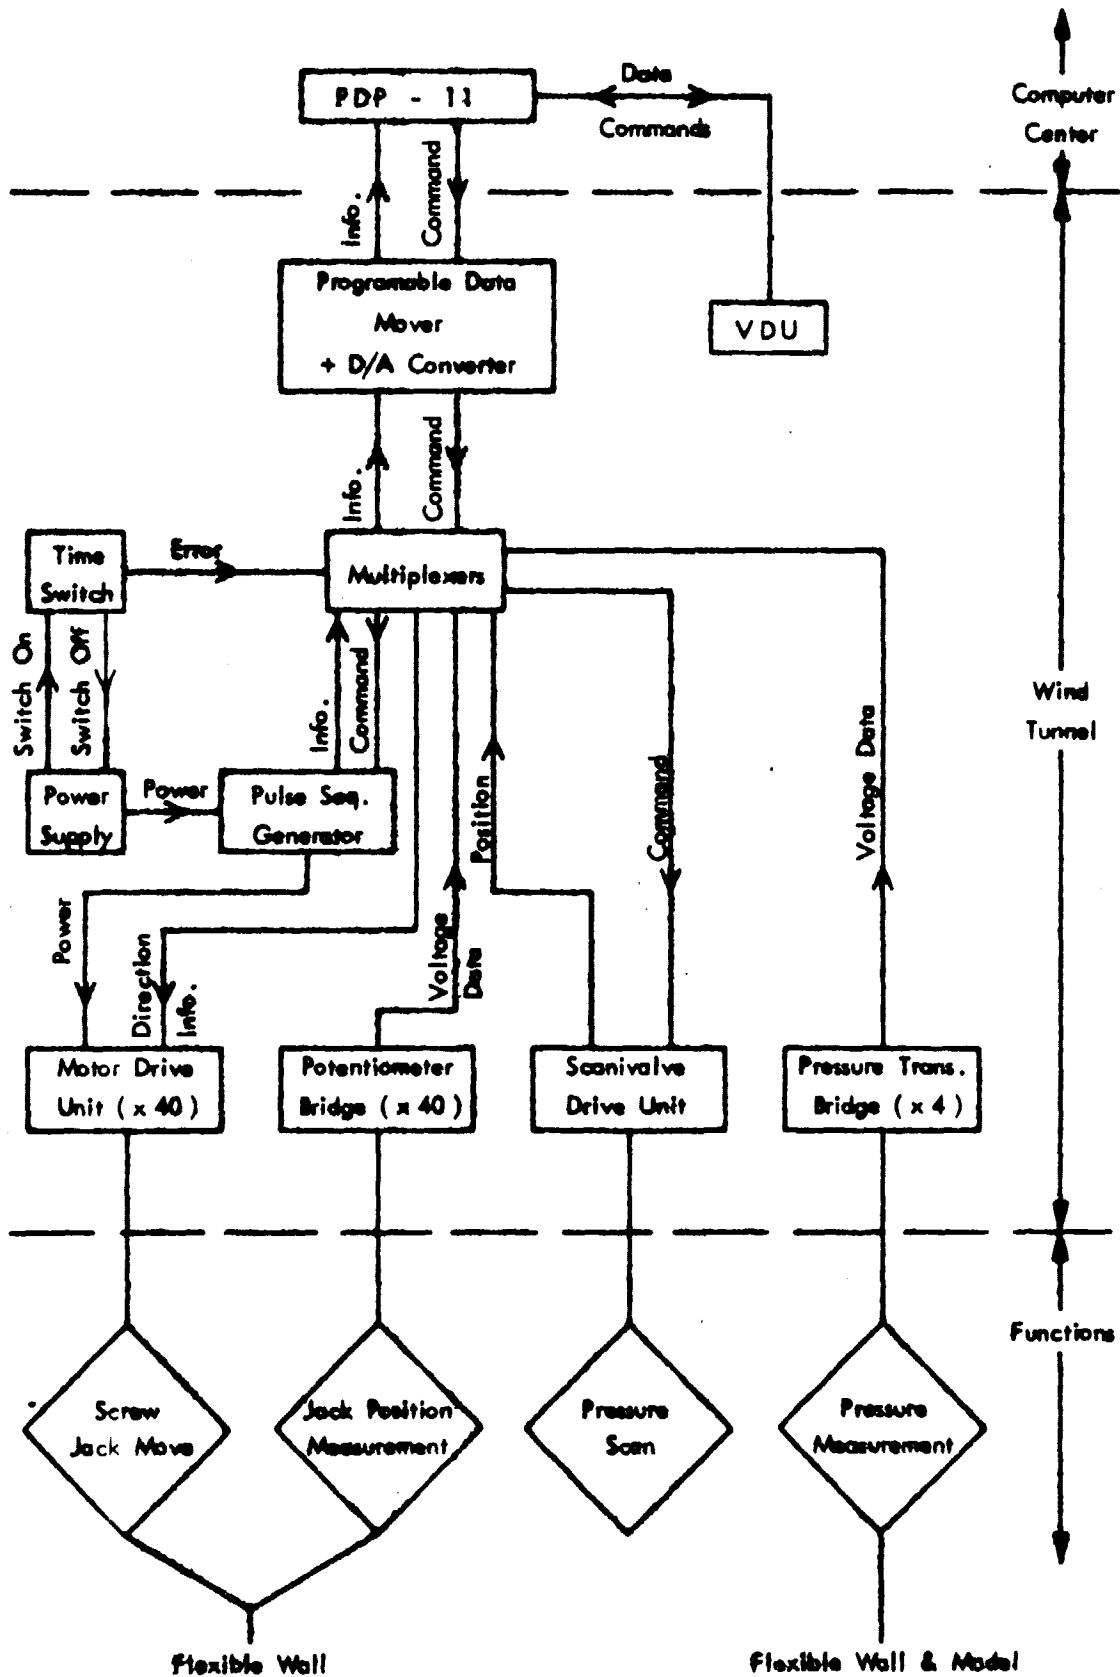 PDP - 11
Data
Commands
Computer
Center
Info.
Command
Programable Data
Mover
+ D/A Converter
VDU
Info.
Command
Time
Switch
Error
Multiplexers
Switch On
Switch Off
Info.
Command
Power
Supply
Power
Pulse Seq.
Generator
Position
Command
Voltage Data
Wind
Tunnel
Power
Direction
Info.
Voltage
Data
Motor Drive
Unit ( x 40 )
Potentiometer
Bridge ( x 40 )
Scanivalve
Drive Unit
Pressure Trans.
Bridge ( x 4 )
Functions
Screw
Jack Move
Jack Position
Measurement
Pressure
Scan
Pressure
Measurement
Flexible Wall
Flexible Wall & Model